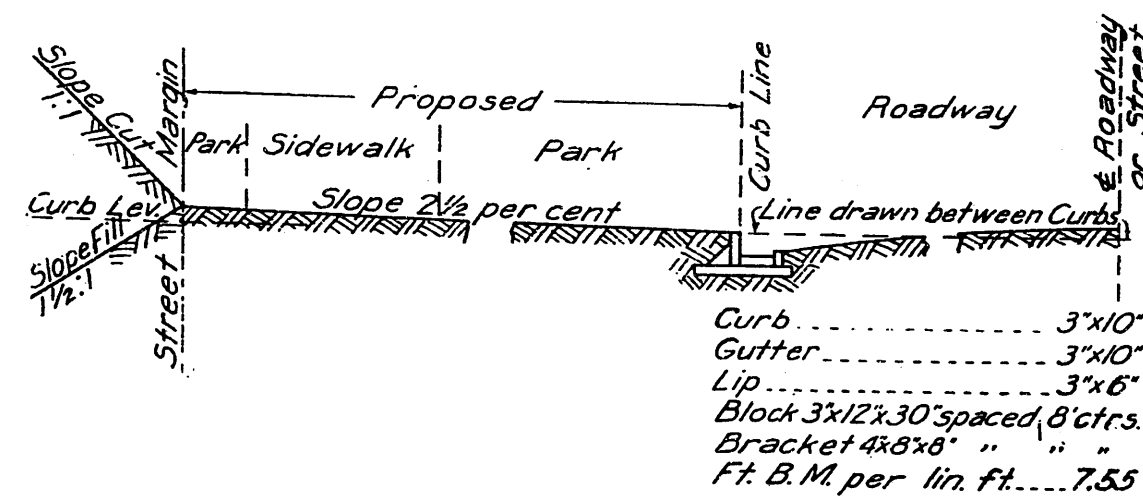 Slope Cut
1:1
Street Margin
Proposed
Park
Sidewalk
Park
Curb Line
Roadway
℄ Roadway
or Street
Curb Lev.
Slope 2½ per cent
Line drawn between Curbs
Slope Fill
1½:1
Curb.................... 3"x10"
Gutter.................. 3"x10"
Lip..................... 3"x6"
Block 3"x12"x30" spaced 8' ctrs.
Bracket 4"x8"x8" " " "
Ft. B.M. per lin. ft.....7.55